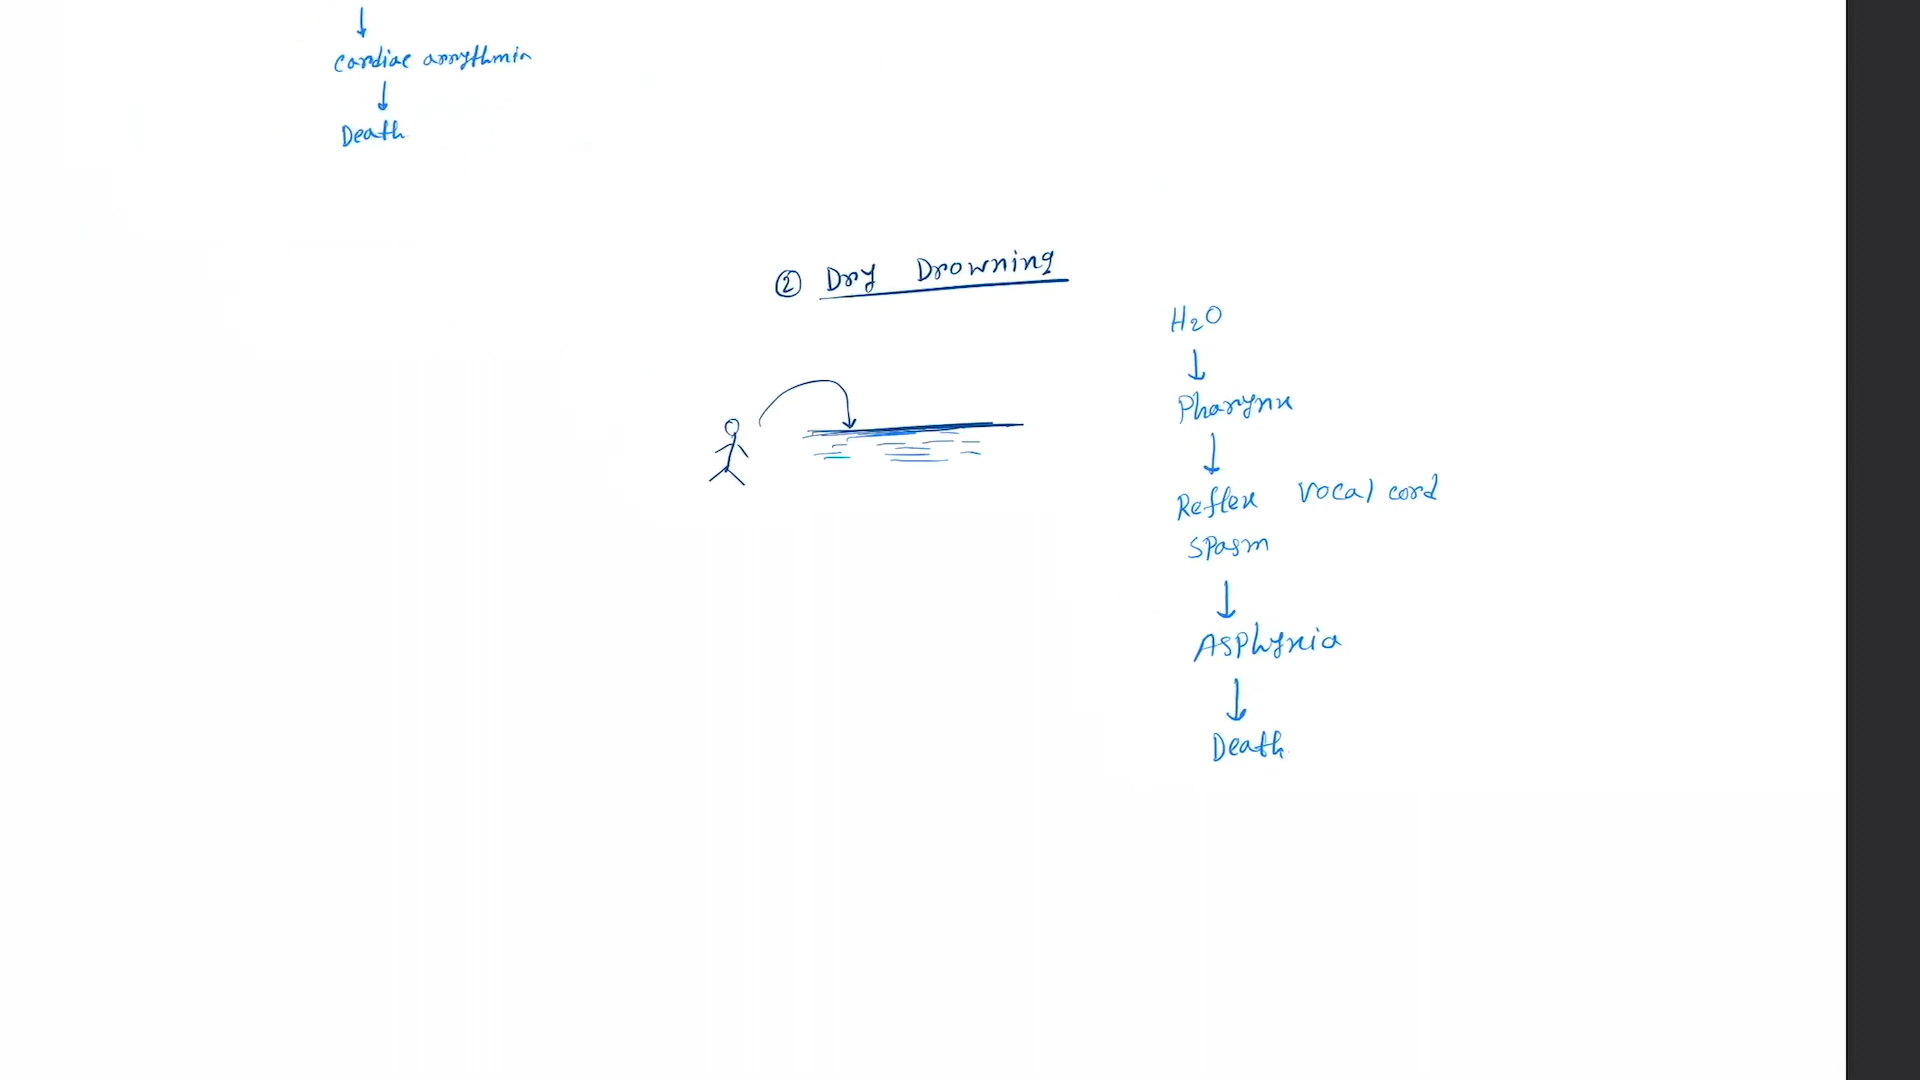 Cardiac arrythmia
Death
② Dry Drowning
H₂O
Pharynx
Reflex vocal cord
spasm
Asphyxia
Death